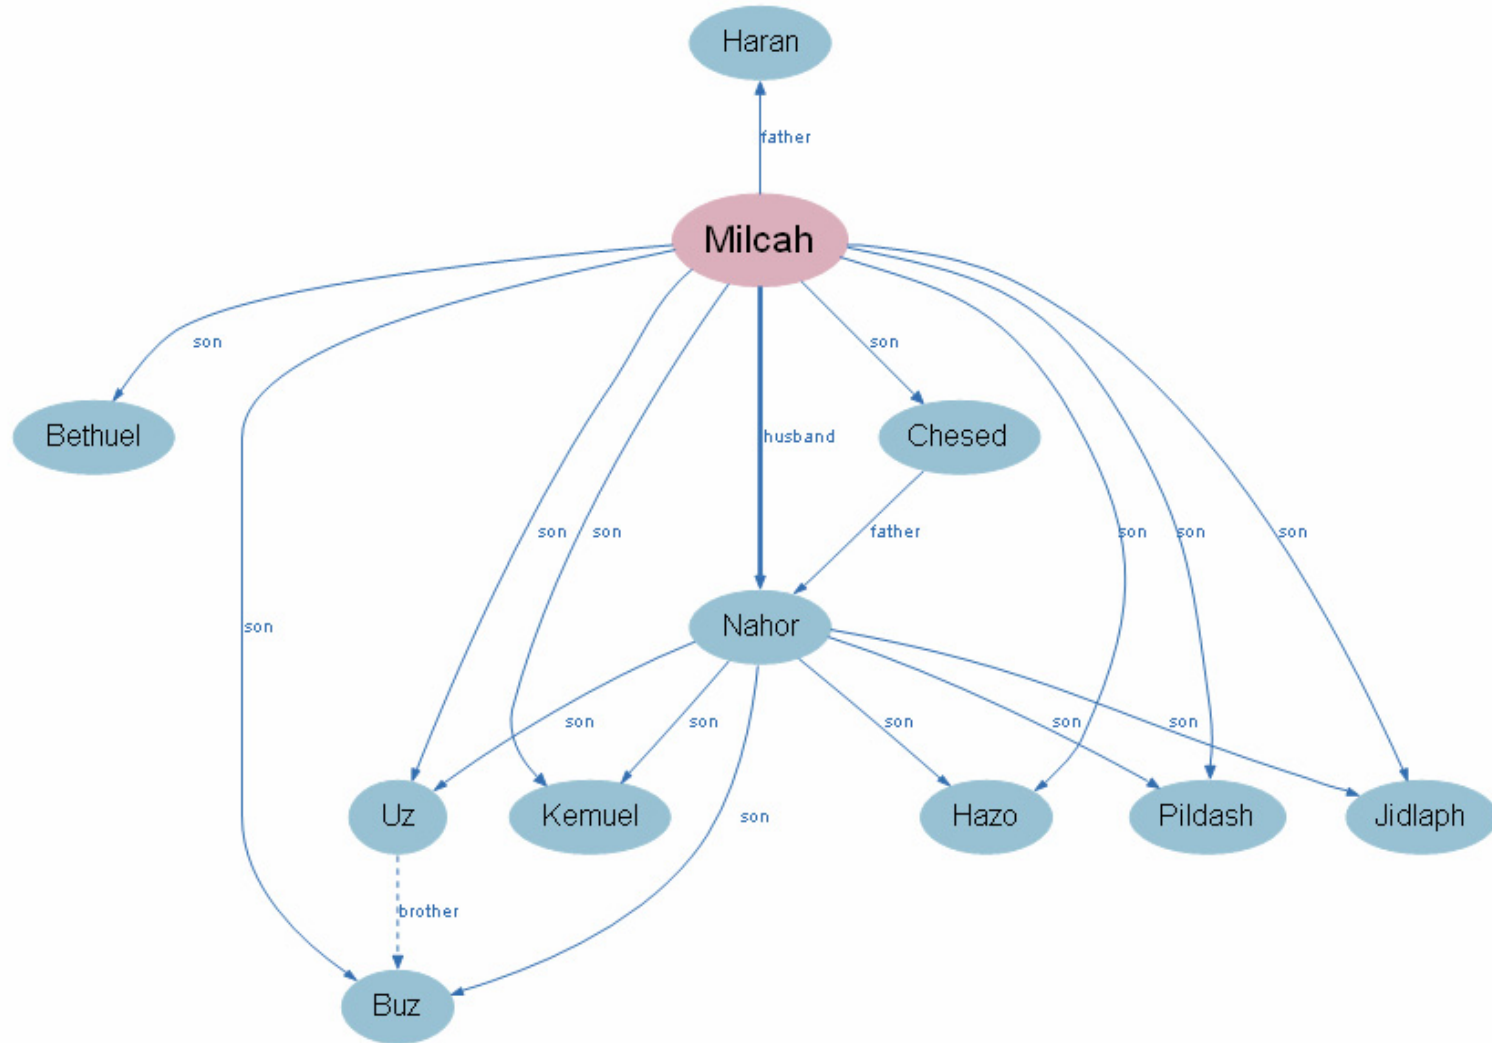 Haran
father
Milcah
son
son
Bethuel
husband
Chesed
son
son
father
son
son
son
son
Nahor
son
son
son
son
son
Uz
Kemuel
son
Hazo
Pildash
Jidlaph
brother
Buz